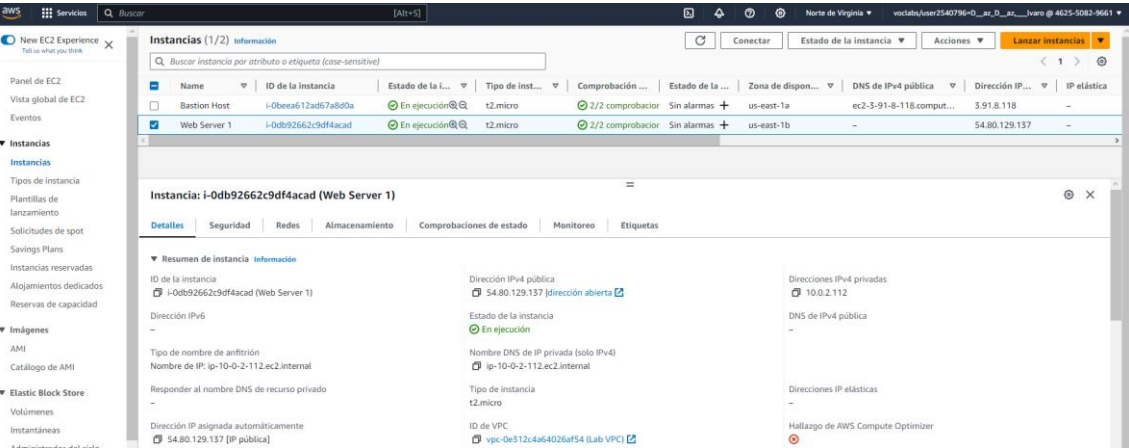 aws Servicios Buscar [Alt+S] Norte de Virginia voclabs/user2540796=D__az_D__az,___lvaro @ 4625-5082-9661
New EC2 Experience
Tell us what you think
Panel de EC2
Vista global de EC2
Eventos
Instancias
Instancias
Tipos de instancia
Plantillas de
lanzamiento
Solicitudes de spot
Savings Plans
Instancias reservadas
Alojamientos dedicados
Reservas de capacidad
Imágenes
AMI
Catálogo de AMI
Elastic Block Store
Volúmenes
Instantáneas
Instancias (1/2) Información Conectar Estado de la instancia Acciones Lanzar instancias
Buscar instancia por atributo o etiqueta (case-sensitive) 1
Name ID de la instancia Estado de la i... Tipo de inst... Comprobación ... Estado de la ... Zona de dispon... DNS de IPv4 pública Dirección IP... IP elástica
Bastion Host i-0beea612ad67a8d0a En ejecución t2.micro 2/2 comprobacior Sin alarmas + us-east-1a ec2-3-91-8-118.comput... 3.91.8.118 –
Web Server 1 i-0db92662c9df4acad En ejecución t2.micro 2/2 comprobacior Sin alarmas + us-east-1b – 54.80.129.137 –
Instancia: i-0db92662c9df4acad (Web Server 1)
Detalles Seguridad Redes Almacenamiento Comprobaciones de estado Monitoreo Etiquetas
Resumen de instancia Información
ID de la instancia Dirección IPv4 pública Direcciones IPv4 privadas
i-0db92662c9df4acad (Web Server 1) 54.80.129.137 |dirección abierta 10.0.2.112
Dirección IPv6 Estado de la instancia DNS de IPv4 pública
– En ejecución –
Tipo de nombre de anfitrión Nombre DNS de IP privada (solo IPv4)
Nombre de IP: ip-10-0-2-112.ec2.internal ip-10-0-2-112.ec2.internal
Responder al nombre DNS de recurso privado Tipo de instancia Direcciones IP elásticas
– t2.micro –
Dirección IP asignada automáticamente ID de VPC Hallazgo de AWS Compute Optimizer
54.80.129.137 [IP pública] vpc-0e312c4a64026af54 (Lab VPC)